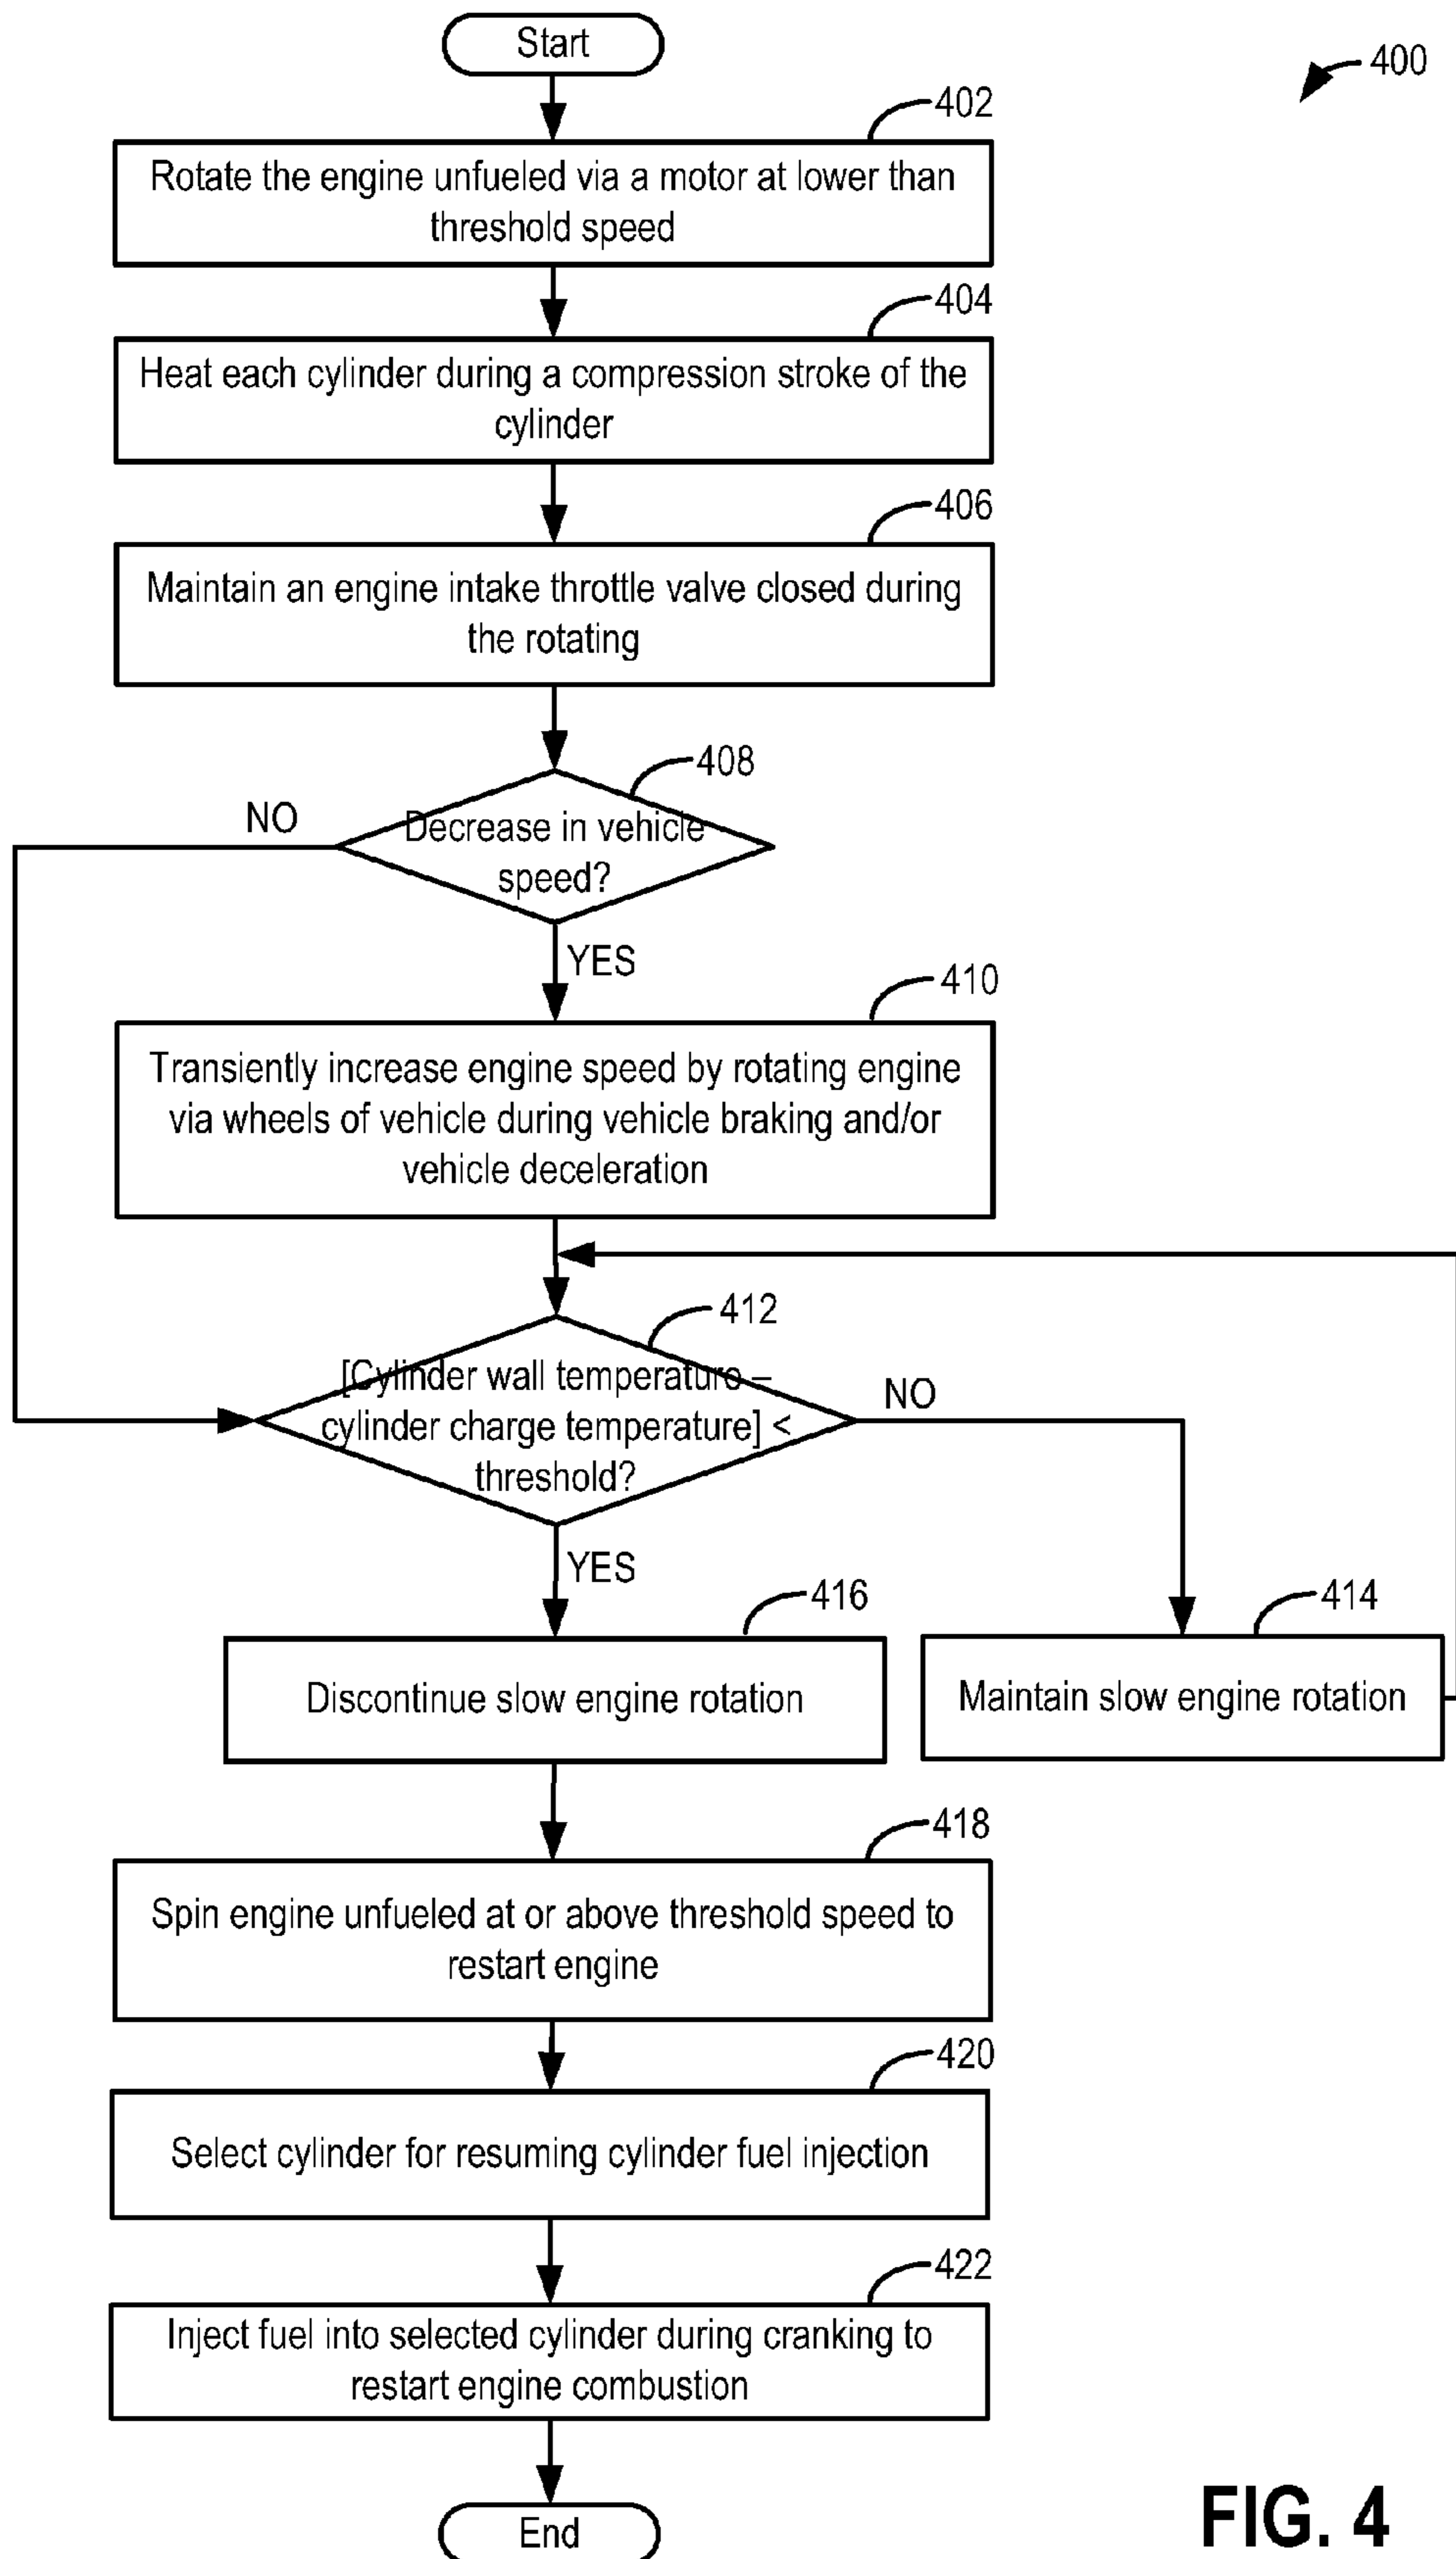 Start
400
402
Rotate the engine unfueled via a motor at lower than
threshold speed
404
Heat each cylinder during a compression stroke of the
cylinder
406
Maintain an engine intake throttle valve closed during
the rotating
408
NO
Decrease in vehicle
speed?
YES
410
Transiently increase engine speed by rotating engine
via wheels of vehicle during vehicle braking and/or
vehicle deceleration
412
[Cylinder wall temperature –
cylinder charge temperature] <
threshold?
NO
YES
416
414
Discontinue slow engine rotation
Maintain slow engine rotation
418
Spin engine unfueled at or above threshold speed to
restart engine
420
Select cylinder for resuming cylinder fuel injection
422
Inject fuel into selected cylinder during cranking to
restart engine combustion
End
FIG. 4